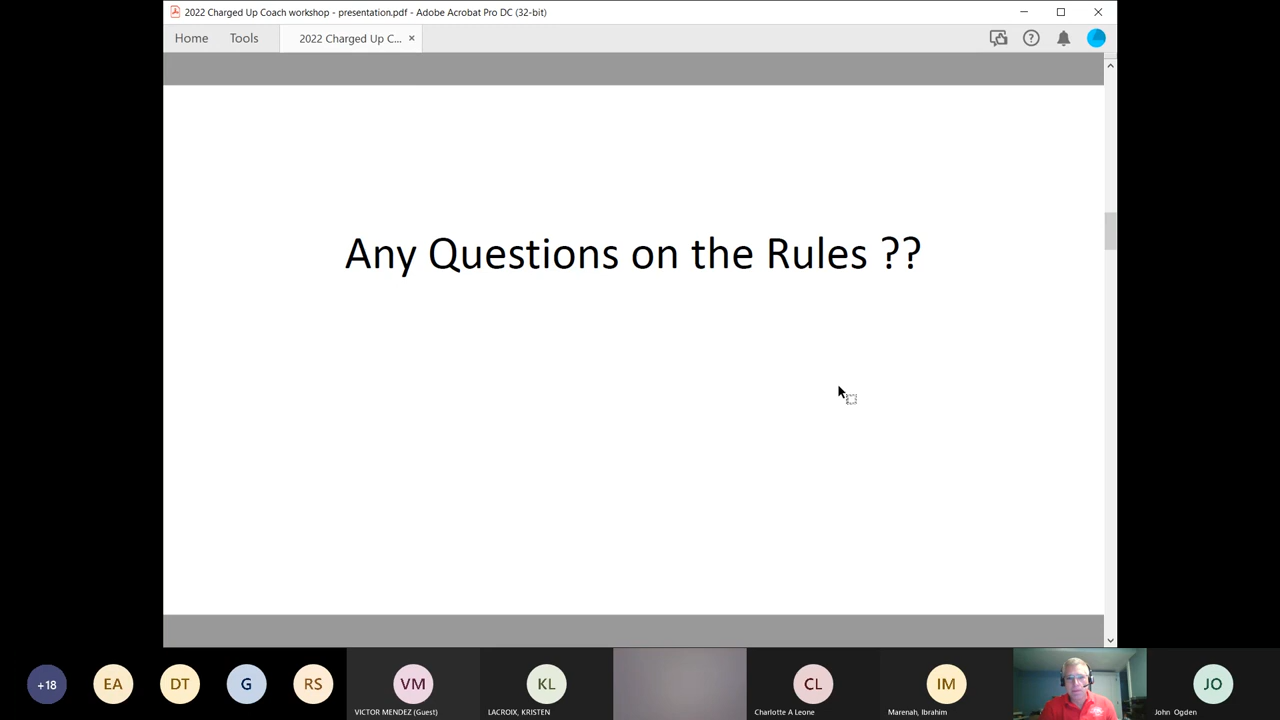 2022 Charged Up Coach workshop - presentation.pdf - Adobe Acrobat Pro DC (32-bit)
Home Tools 2022 Charged Up C... ×
Any Questions on the Rules ??
+18 EA DT G RS VM KL CL IM JO
VICTOR MENDEZ (Guest) LACROIX, KRISTEN Charlotte A Leone Marenah, Ibrahim John Ogden